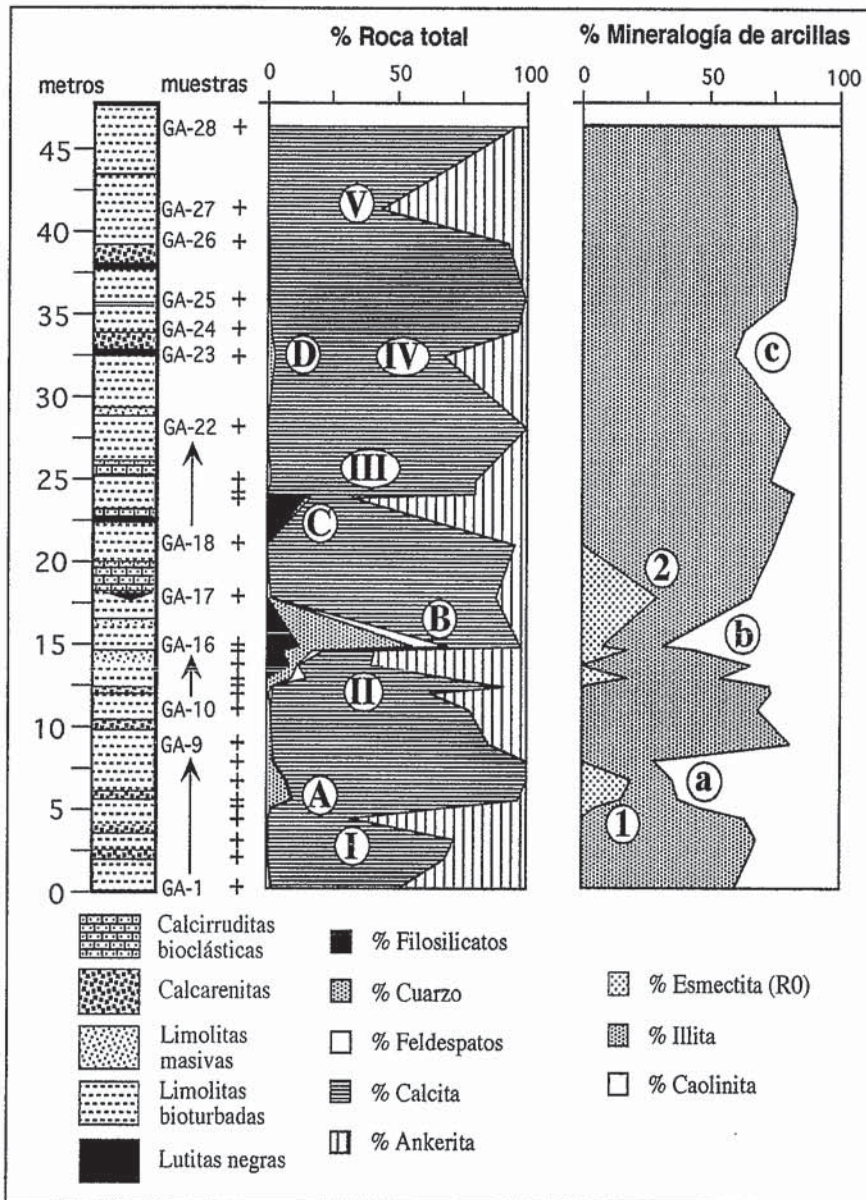 % Roca total
% Mineralogía de arcillas
metros
muestras
0 50 100
0 50 100
45
40
35
30
25
20
15
10
5
0
GA-28
GA-27
GA-26
GA-25
GA-24
GA-23
GA-22
GA-18
GA-17
GA-16
GA-10
GA-9
GA-1
V
D IV
III
C
B
II
A
I
c
2
b
a
1
Calcirruditas
bioclásticas
Calcarenitas
Limolitas
masivas
Limolitas
bioturbadas
Lutitas negras
% Filosilicatos
% Cuarzo
% Feldespatos
% Calcita
% Ankerita
% Esmectita (R0)
% Illita
% Caolinita